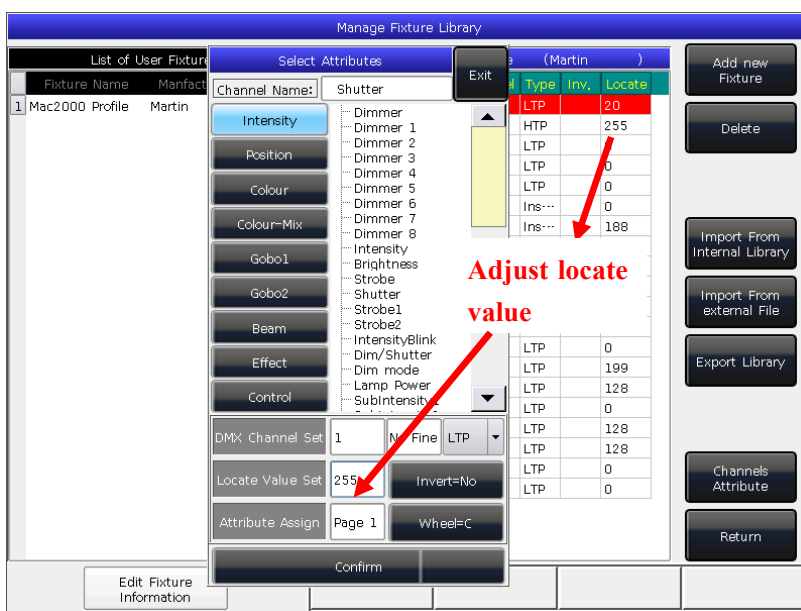 Manage Fixture Library
List of User Fixture
Select Attributes
(Martin )
Exit
Fixture Name Manfact
Channel Name: Shutter
Type Inv. Locate
1 Mac2000 Profile Martin
LTP 20
HTP 255
LTP
LTP 0
LTP 0
Ins··· 0
Ins··· 188
LTP 0
LTP 199
LTP 128
LTP 0
LTP 128
LTP 128
LTP 0
LTP 0
Intensity
Position
Colour
Colour-Mix
Gobo1
Gobo2
Beam
Effect
Control
Dimmer
Dimmer 1
Dimmer 2
Dimmer 3
Dimmer 4
Dimmer 5
Dimmer 6
Dimmer 7
Dimmer 8
Intensity
Brightness
Strobe
Shutter
Strobe1
Strobe2
IntensityBlink
Dim/Shutter
Dim mode
Lamp Power
Adjust locate
value
DMX Channel Set 1 No Fine LTP
Locate Value Set 255 Invert=No
Attribute Assign Page 1 Wheel=C
Confirm
Add new
Fixture
Delete
Import From
Internal Library
Import From
external File
Export Library
Channels
Attribute
Return
Edit Fixture
Information